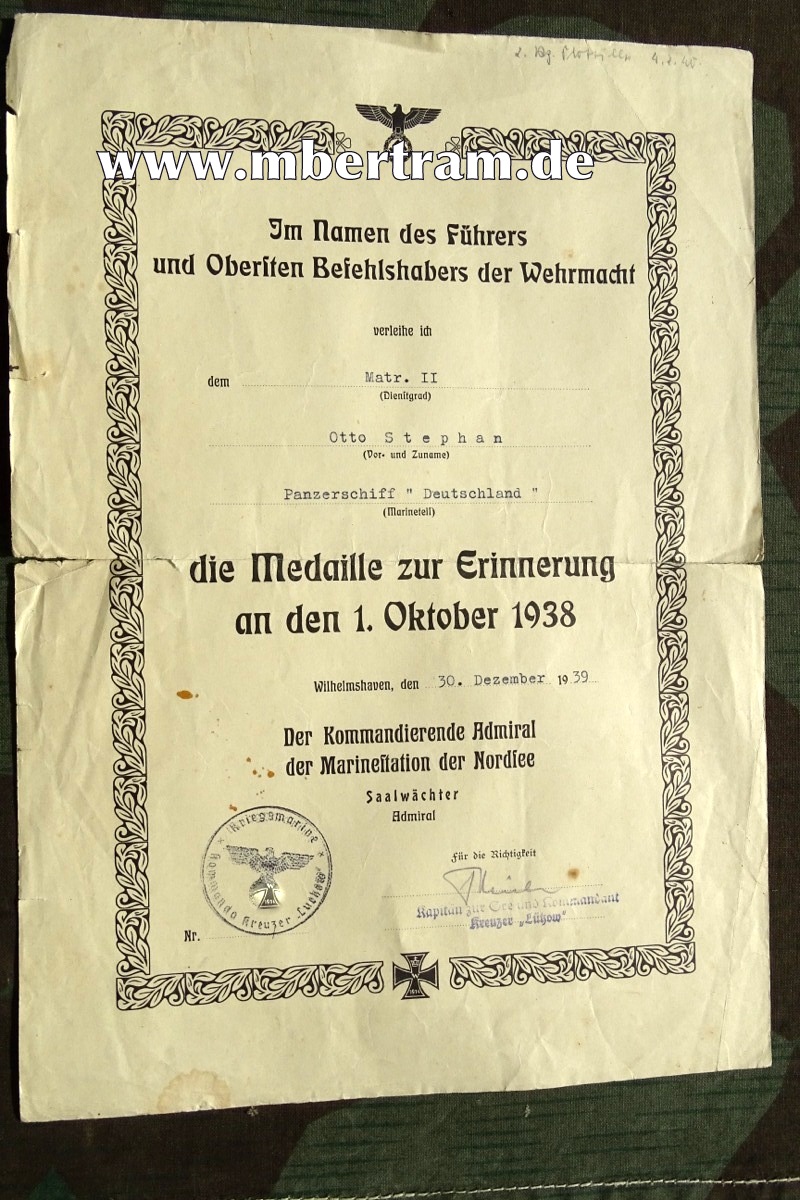 4.2.40
www.mbertram.de
Im Namen des Führers
und Oberſten Befehlshabers der Wehrmacht
verleihe ich
dem Matr. II
(Dienſtgrad)
Otto Stephan
(Vor- und Zuname)
Panzerschiff " Deutschland "
(Marineteil)
die Medaille zur Erinnerung
an den 1. Oktober 1938
Wilhelmshaven, den 30. Dezember 1939
Der Kommandierende Admiral
der Marineſtation der Nordſee
Saalwächter
Admiral
Für die Richtigkeit
Kapitän zur See und Kommandant
Kreuzer „Lützow"
Kriegsmarine
Kommando Kreuzer „Luetzow"
Nr.